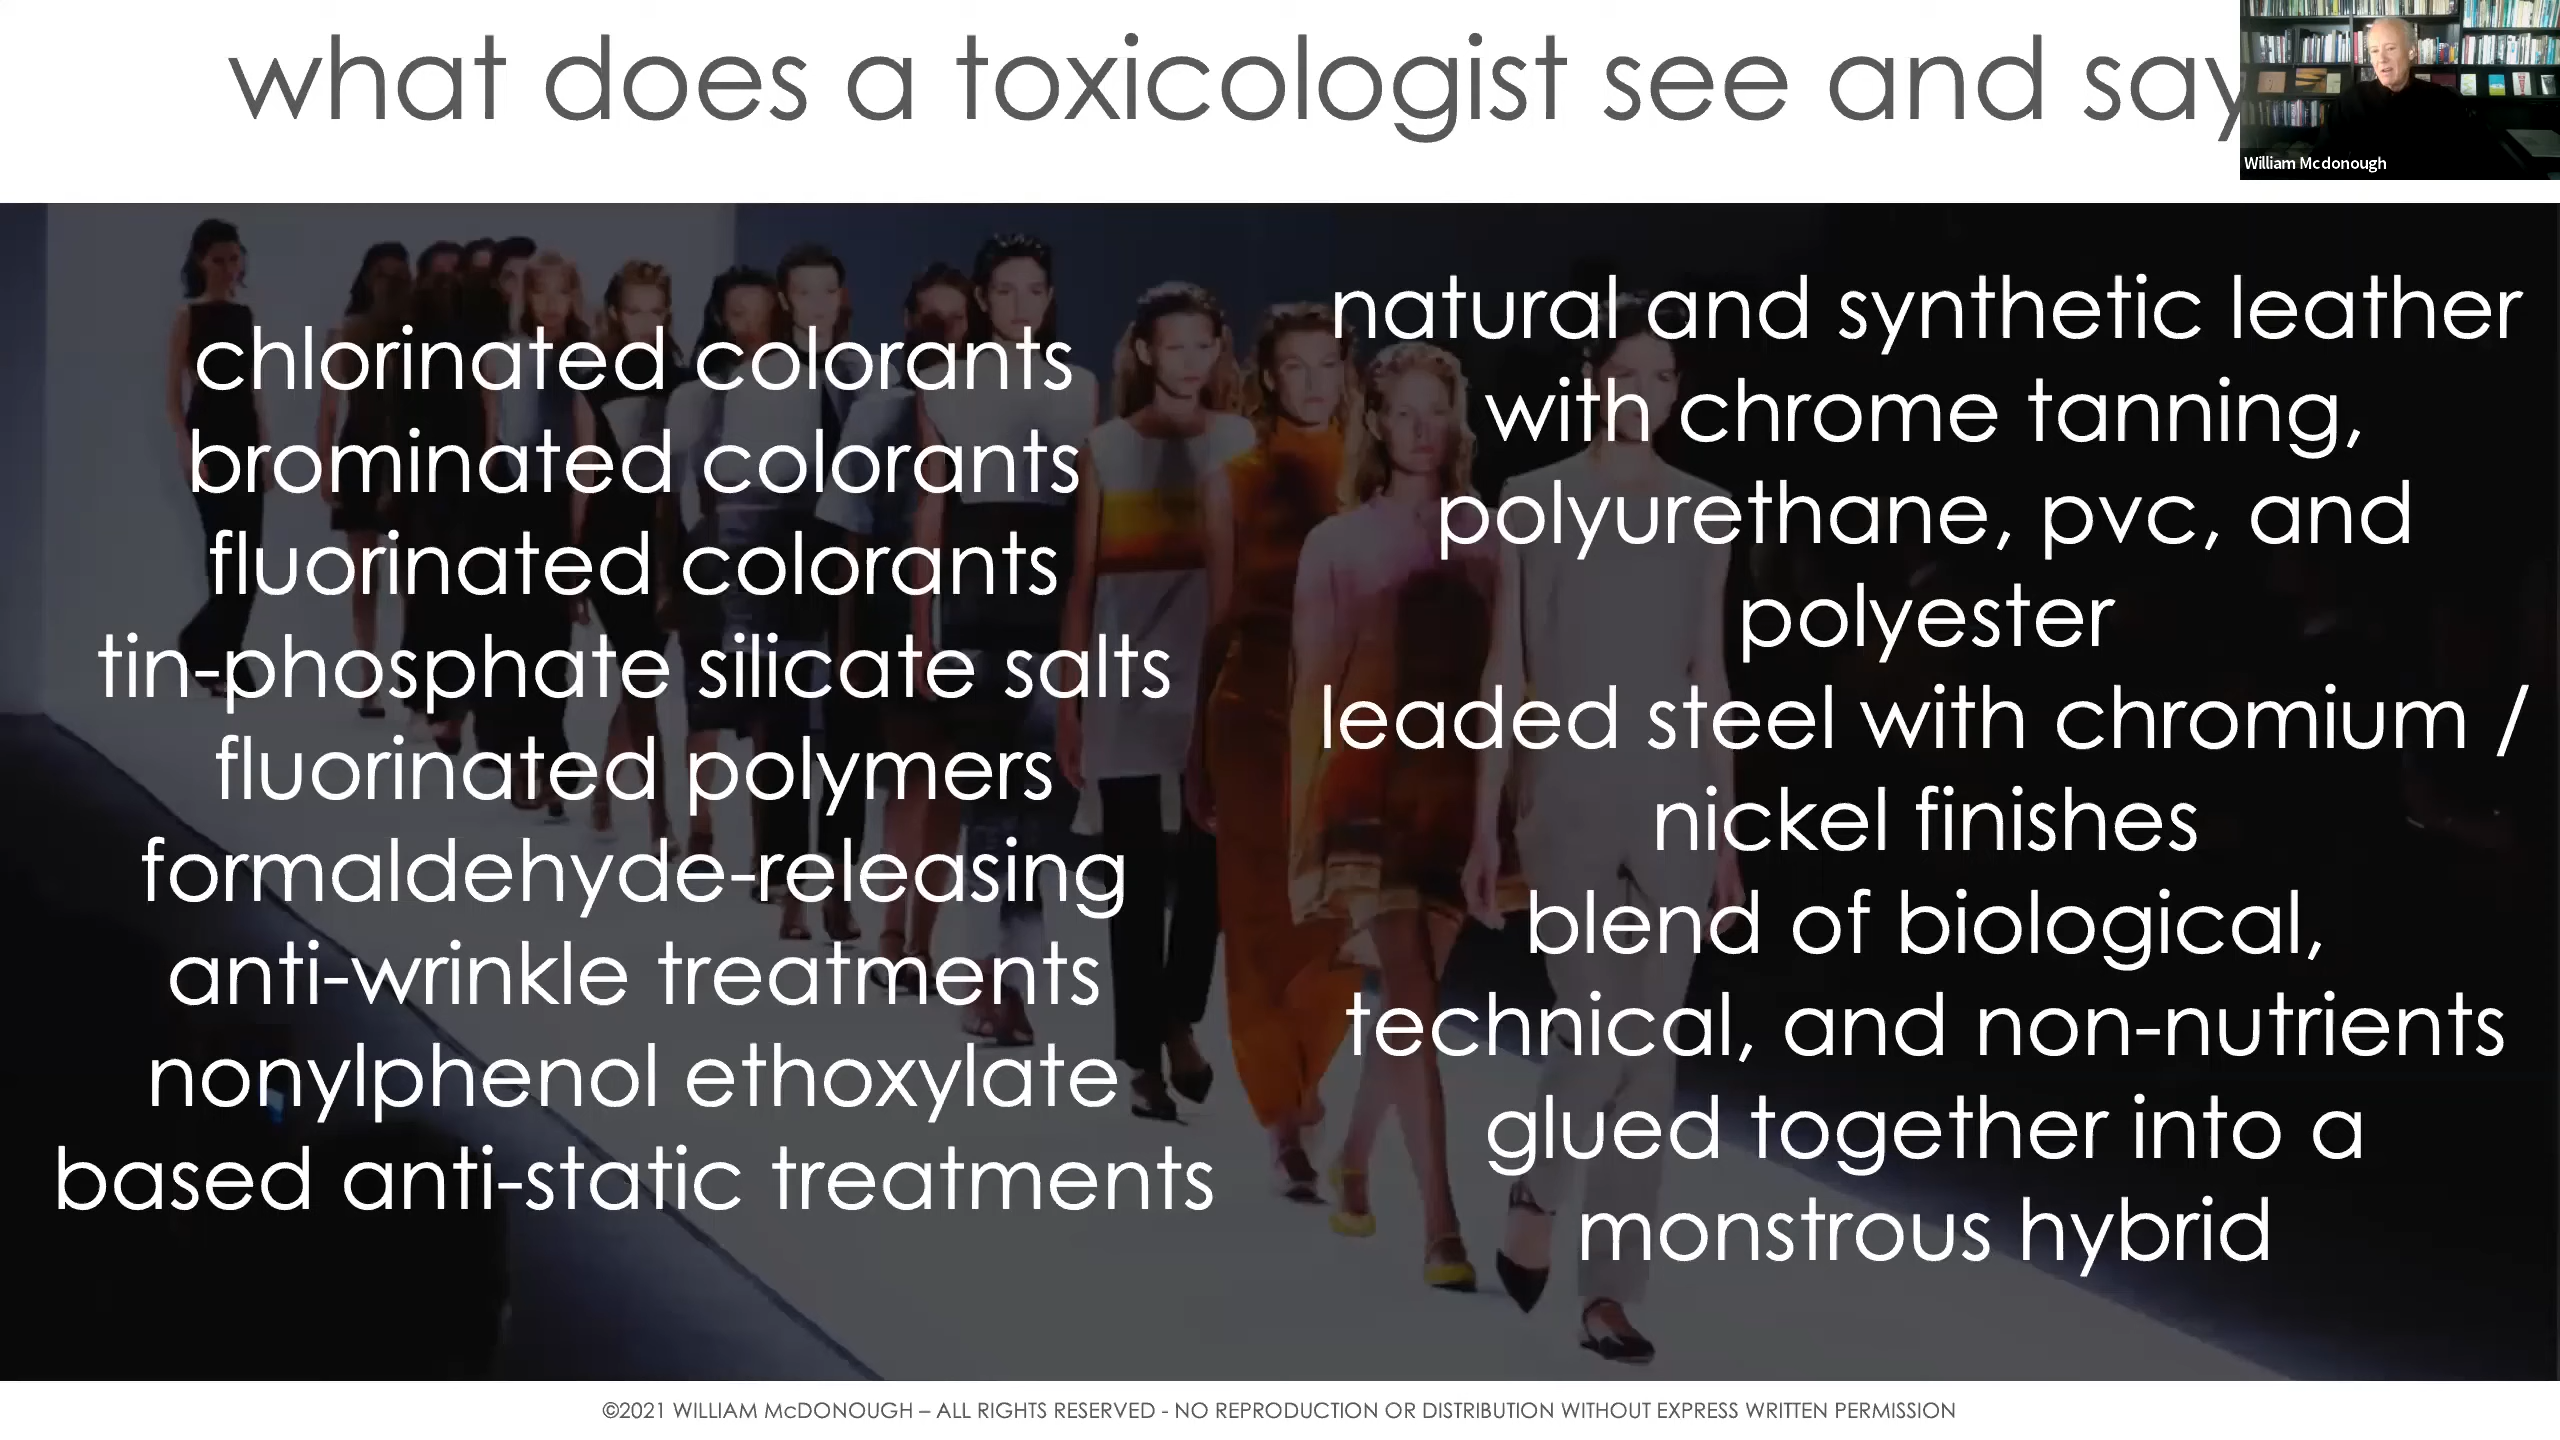 what does a toxicologist see and say
William Mcdonough
chlorinated colorants
brominated colorants
fluorinated colorants
tin-phosphate silicate salts
fluorinated polymers
formaldehyde-releasing
anti-wrinkle treatments
nonylphenol ethoxylate
based anti-static treatments
natural and synthetic leather
with chrome tanning,
polyurethane, pvc, and
polyester
leaded steel with chromium /
nickel finishes
blend of biological,
technical, and non-nutrients
glued together into a
monstrous hybrid
©2021 WILLIAM McDONOUGH – ALL RIGHTS RESERVED - NO REPRODUCTION OR DISTRIBUTION WITHOUT EXPRESS WRITTEN PERMISSION